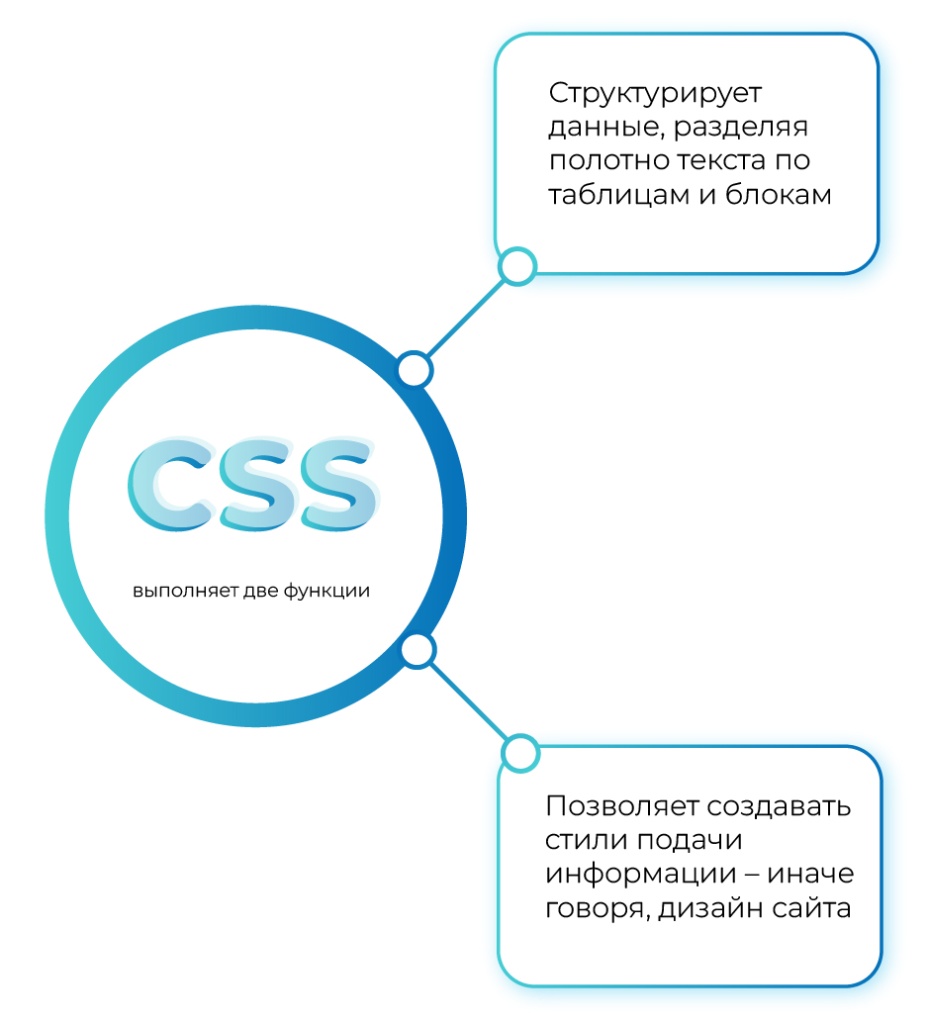 CSS
выполняет две функции
Структурирует
данные, разделяя
полотно текста по
таблицам и блокам
Позволяет создавать
стили подачи
информации – иначе
говоря, дизайн сайта